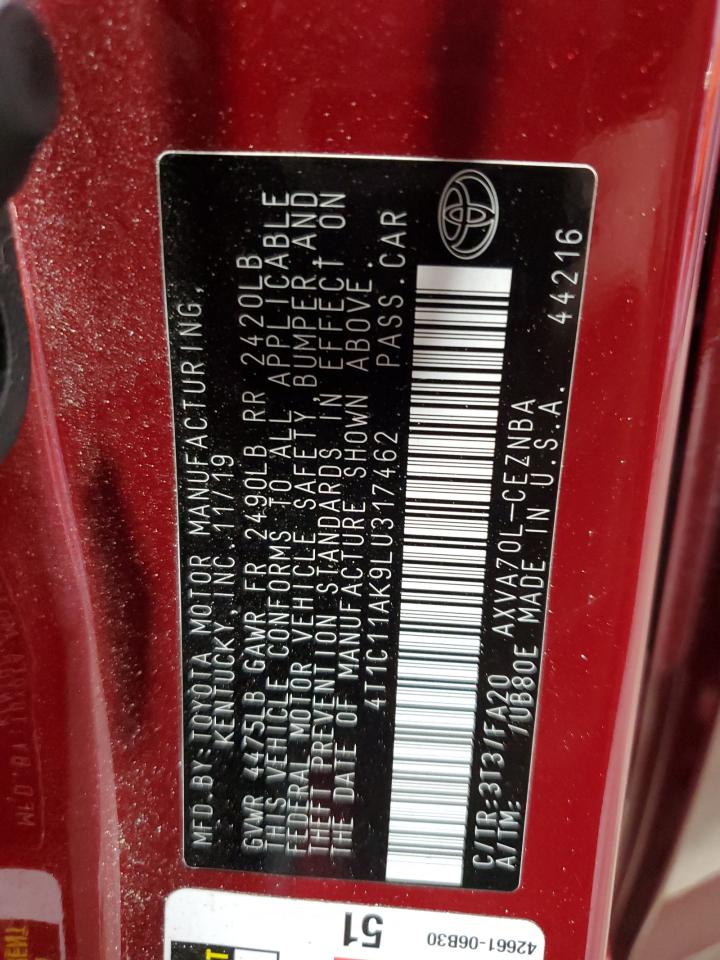 MFD BY:TOYOTA MOTOR MANUFACTURING,
KENTUCKY, INC. 11/19
GVWR 4475LB GAWR FR 2490LB RR 2420LB
THIS VEHICLE CONFORMS TO ALL APPLICABLE
FEDERAL MOTOR VEHICLE SAFETY, BUMPER,AND
THEFT PREVENTION STANDARDS IN EFFECT ON
THE DATE OF MANUFACTURE SHOWN ABOVE.
4T1C11AK9LU317462 PASS.CAR
C/TR:3T3/FA20 AXVA70L-CEZNBA
A/TM: /UB80E MADE IN U.S.A. 44216
51
42661-06B30